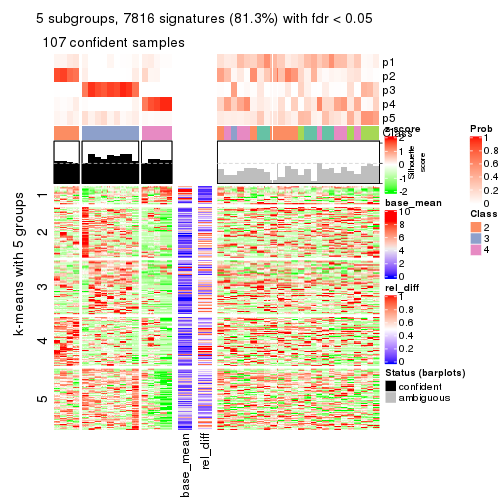 5 subgroups, 7816 signatures (81.3%) with fdr < 0.05
107 confident samples
p1
p2
p3
p4
p5
Class
z-score
2
1
0
-1
-2
Silhouette
score
base_mean
10
8
6
4
2
0
rel_diff
1
0.8
0.6
0.4
0.2
0
Status (barplots)
confident
ambiguous
Prob
1
0.8
0.6
0.4
0.2
0
Class
2
3
4
k-means with 5 groups
1
2
3
4
5
base_mean
rel_diff